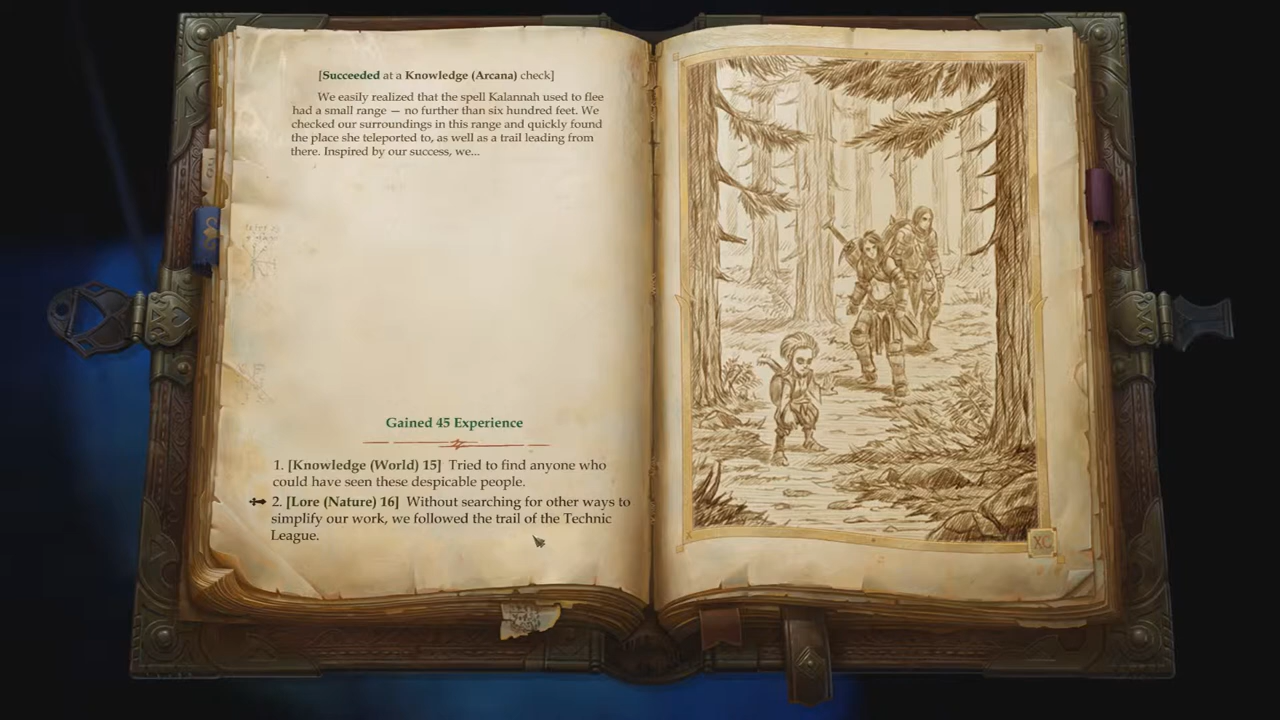 [Succeeded at a Knowledge (Arcana) check]
We easily realized that the spell Kalannah used to flee
had a small range — no further than six hundred feet. We
checked our surroundings in this range and quickly found
the place she teleported to, as well as a trail leading from
there. Inspired by our success, we...
Gained 45 Experience
1. [Knowledge (World) 15] Tried to find anyone who
could have seen these despicable people.
2. [Lore (Nature) 16] Without searching for other ways to
simplify our work, we followed the trail of the Technic
League.
XC